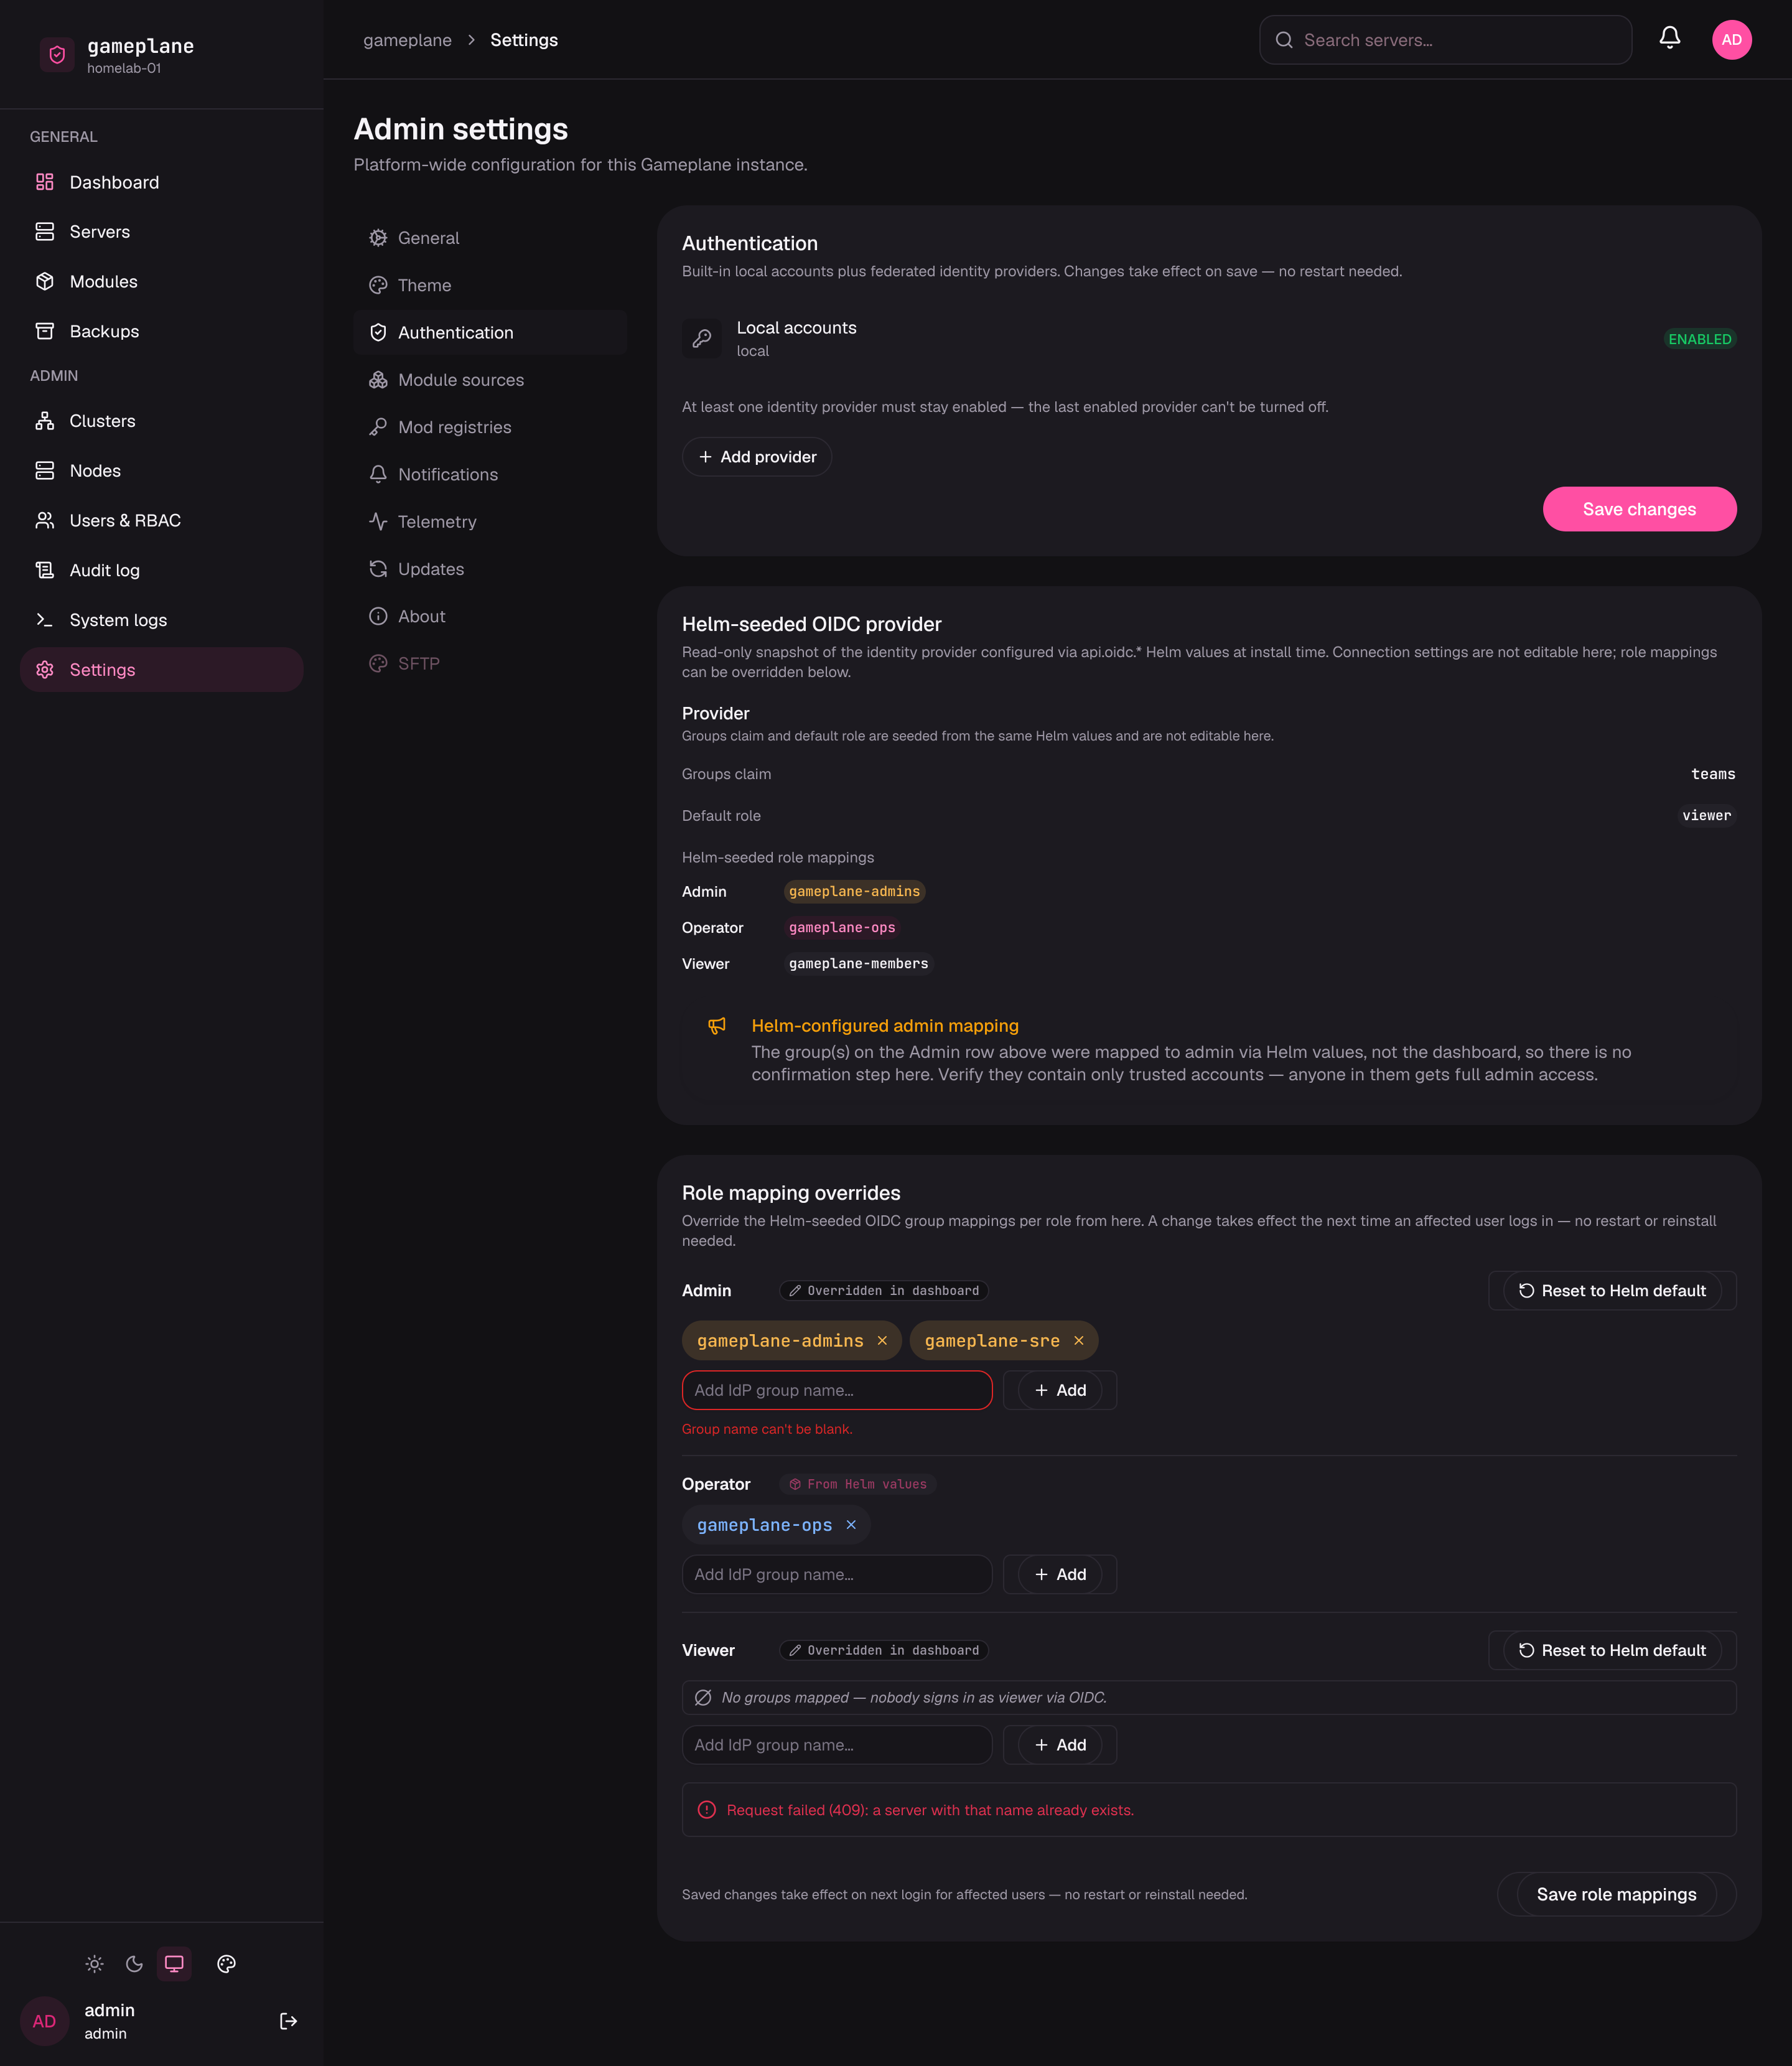 gameplane
homelab-01
GENERAL
Dashboard
Servers
Modules
Backups
ADMIN
Clusters
Nodes
Users & RBAC
Audit log
System logs
Settings
AD
admin
admin
gameplane > Settings
Search servers...
AD
Admin settings
Platform-wide configuration for this Gameplane instance.
General
Theme
Authentication
Module sources
Mod registries
Notifications
Telemetry
Updates
About
SFTP
Authentication
Built-in local accounts plus federated identity providers. Changes take effect on save — no restart needed.
Local accounts
local
ENABLED
At least one identity provider must stay enabled — the last enabled provider can't be turned off.
Add provider
Save changes
Helm-seeded OIDC provider
Read-only snapshot of the identity provider configured via api.oidc.* Helm values at install time. Connection settings are not editable here; role mappings
can be overridden below.
Provider
Groups claim and default role are seeded from the same Helm values and are not editable here.
Groups claim teams
Default role viewer
Helm-seeded role mappings
Admin gameplane-admins
Operator gameplane-ops
Viewer gameplane-members
Helm-configured admin mapping
The group(s) on the Admin row above were mapped to admin via Helm values, not the dashboard, so there is no
confirmation step here. Verify they contain only trusted accounts — anyone in them gets full admin access.
Role mapping overrides
Override the Helm-seeded OIDC group mappings per role from here. A change takes effect the next time an affected user logs in — no restart or reinstall
needed.
Admin Overridden in dashboard Reset to Helm default
gameplane-admins × gameplane-sre ×
Add IdP group name... + Add
Group name can't be blank.
Operator From Helm values
gameplane-ops ×
Add IdP group name... + Add
Viewer Overridden in dashboard Reset to Helm default
No groups mapped — nobody signs in as viewer via OIDC.
Add IdP group name... + Add
Request failed (409): a server with that name already exists.
Saved changes take effect on next login for affected users — no restart or reinstall needed.
Save role mappings